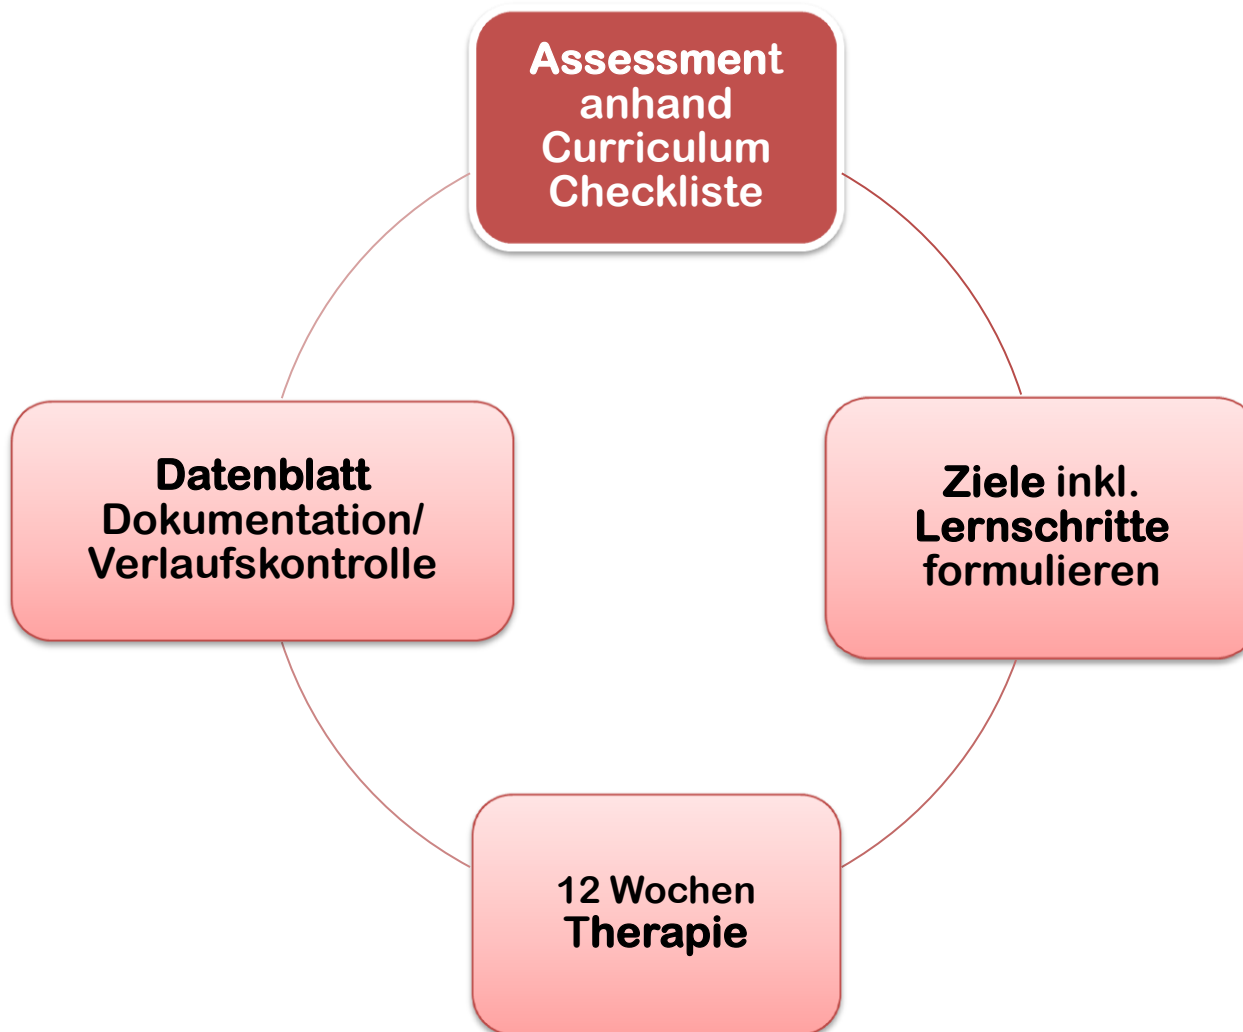 Assessment
anhand
Curriculum
Checkliste
Datenblatt
Dokumentation/
Verlaufskontrolle
Ziele inkl.
Lernschritte
formulieren
12 Wochen
Therapie